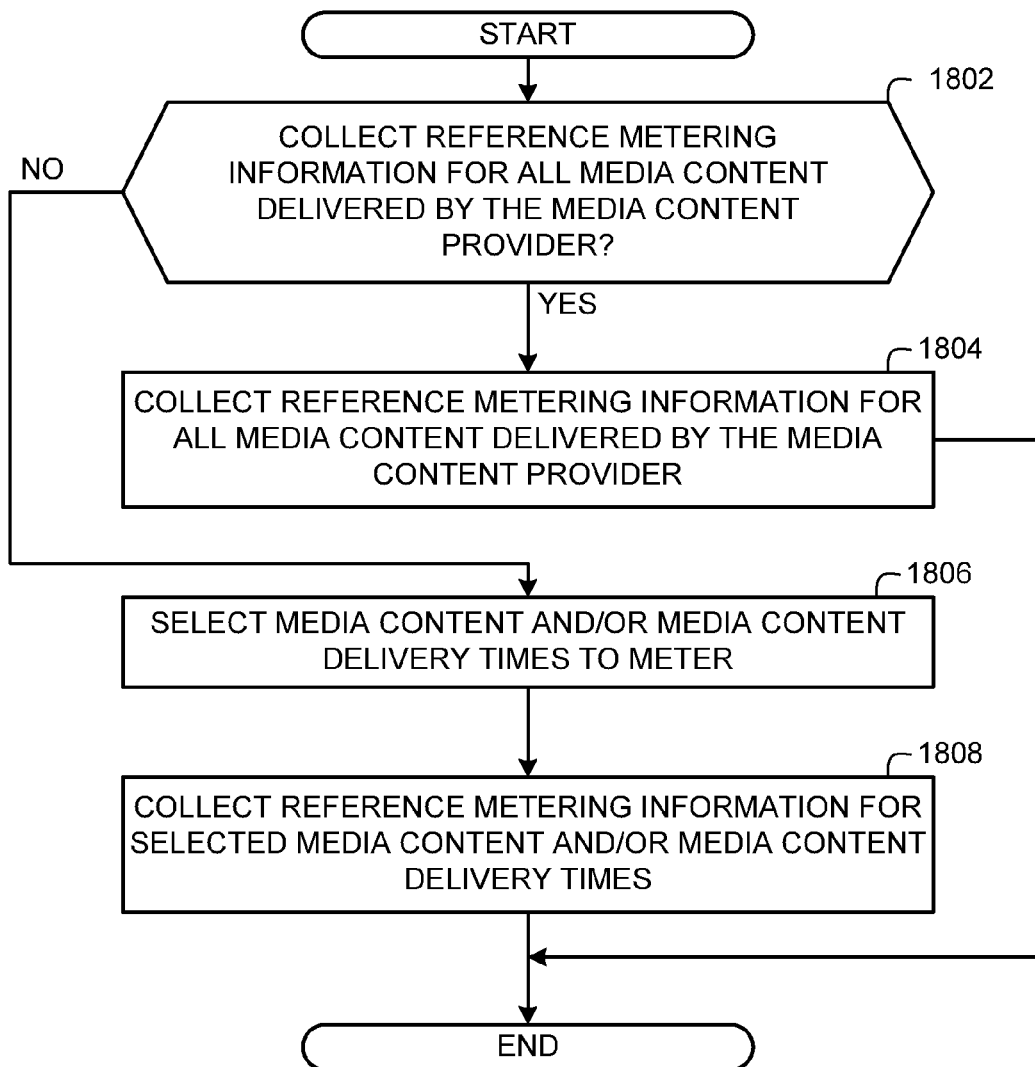 START
1802
COLLECT REFERENCE METERING
INFORMATION FOR ALL MEDIA CONTENT
DELIVERED BY THE MEDIA CONTENT
PROVIDER?
NO
YES
1804
COLLECT REFERENCE METERING INFORMATION FOR
ALL MEDIA CONTENT DELIVERED BY THE MEDIA
CONTENT PROVIDER
1806
SELECT MEDIA CONTENT AND/OR MEDIA CONTENT
DELIVERY TIMES TO METER
1808
COLLECT REFERENCE METERING INFORMATION FOR
SELECTED MEDIA CONTENT AND/OR MEDIA CONTENT
DELIVERY TIMES
END